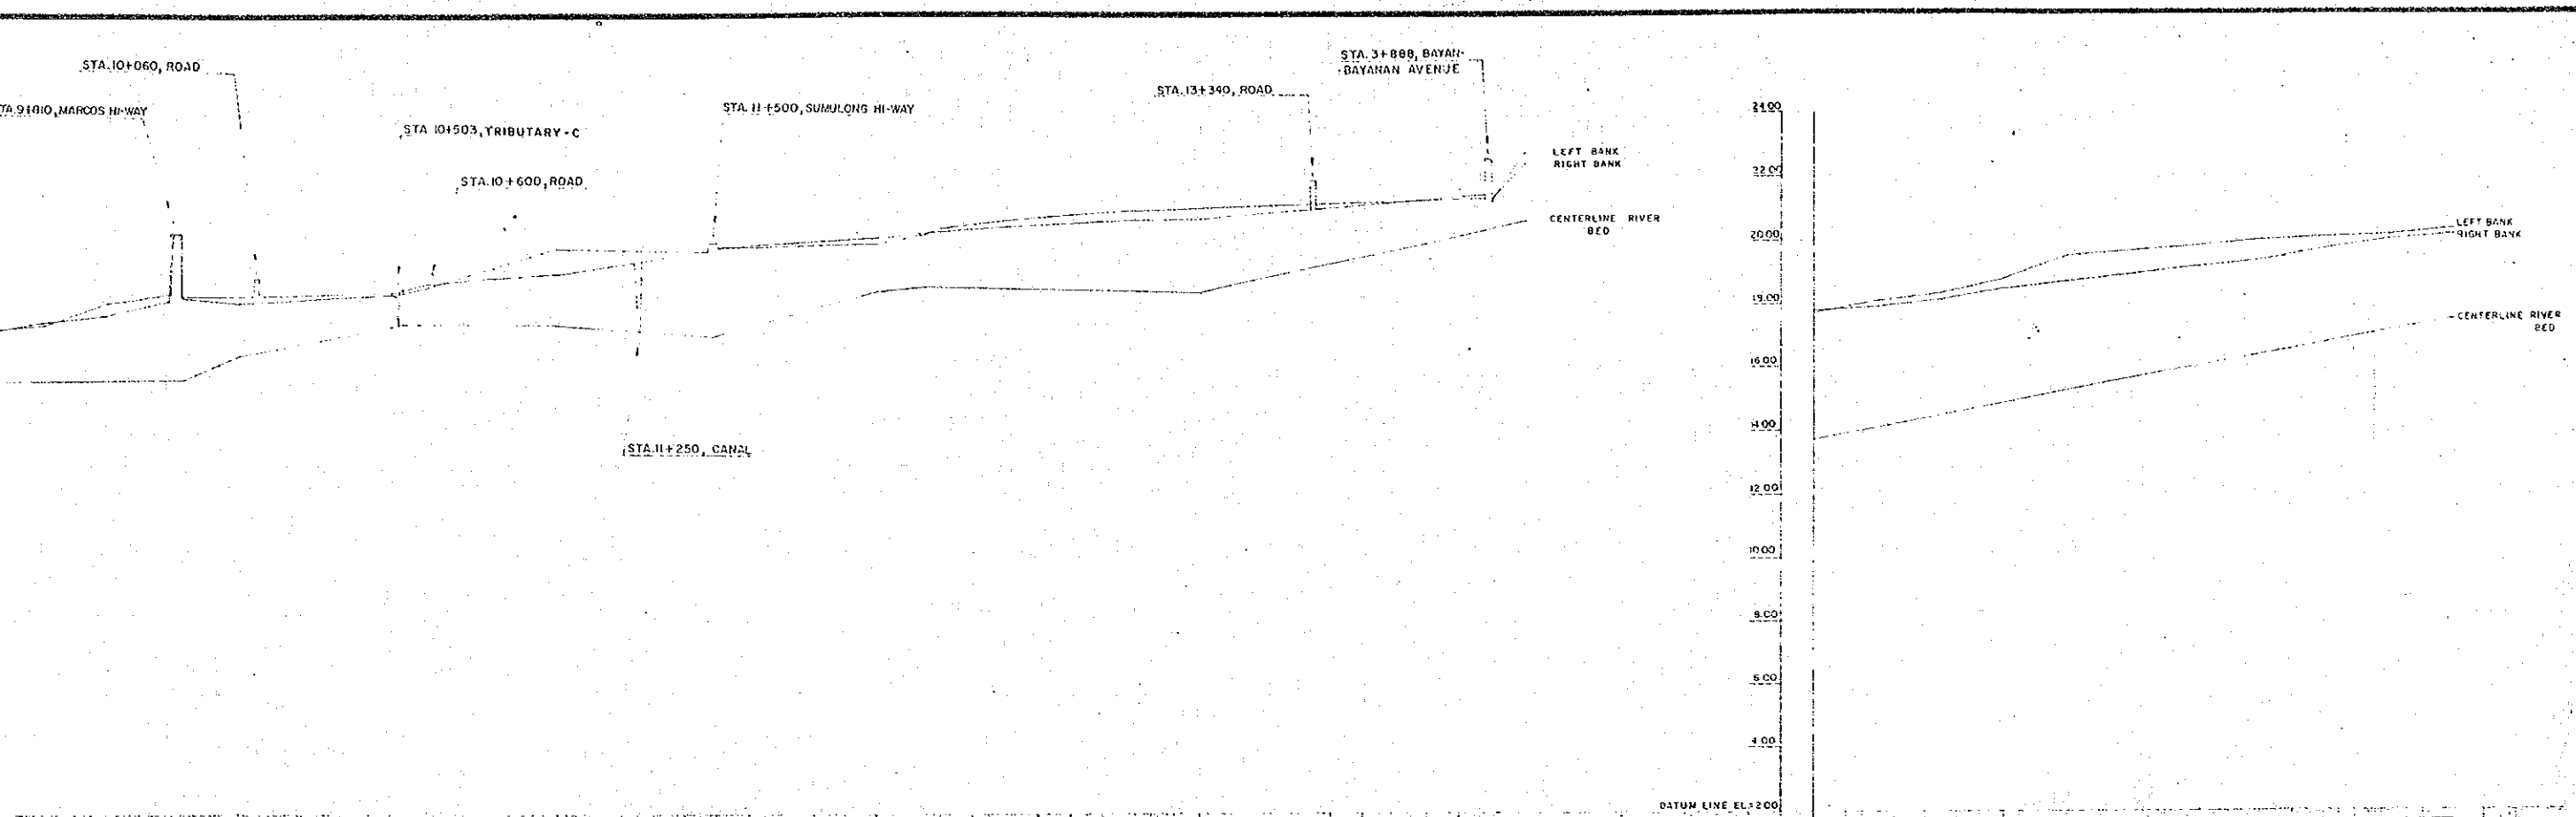 STA.10+060, ROAD
STA.9+810, MARCOS HI-WAY
STA 10+503, TRIBUTARY-C
STA.10+600, ROAD
STA. 11+500, SUMULONG HI-WAY
STA. 13+340, ROAD
STA. 3+888, BAYAN-
BAYANAN AVENUE
LEFT BANK
RIGHT BANK
CENTERLINE RIVER
BED
STA.11+250, CANAL
24.00
22.00
20.00
18.00
16.00
14.00
12.00
10.00
8.00
6.00
4.00
DATUM LINE EL=2.00
LEFT BANK
RIGHT BANK
CENTERLINE RIVER
BED